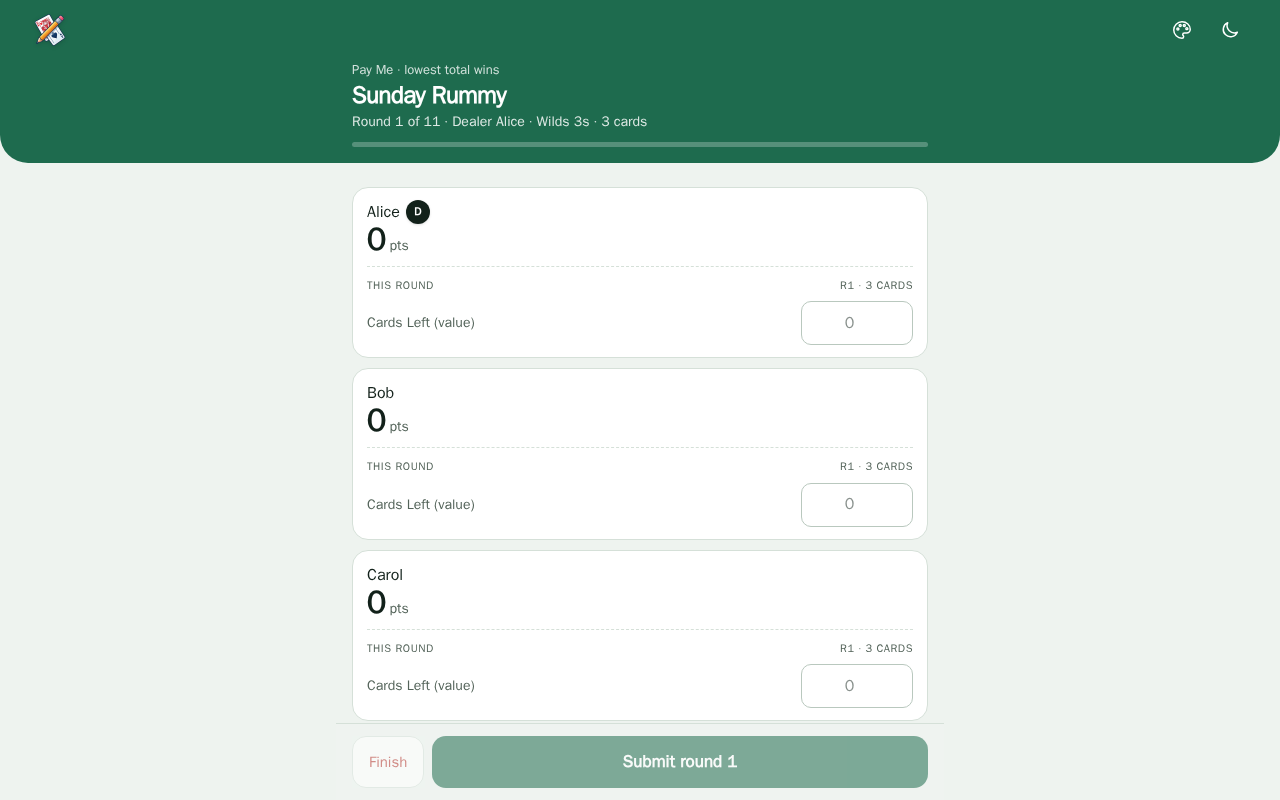 Pay Me · lowest total wins
Sunday Rummy
Round 1 of 11 · Dealer Alice · Wilds 3s · 3 cards
Alice D
0 pts
THIS ROUND R1 · 3 CARDS
Cards Left (value) 0
Bob
0 pts
THIS ROUND R1 · 3 CARDS
Cards Left (value) 0
Carol
0 pts
THIS ROUND R1 · 3 CARDS
Cards Left (value) 0
Finish Submit round 1